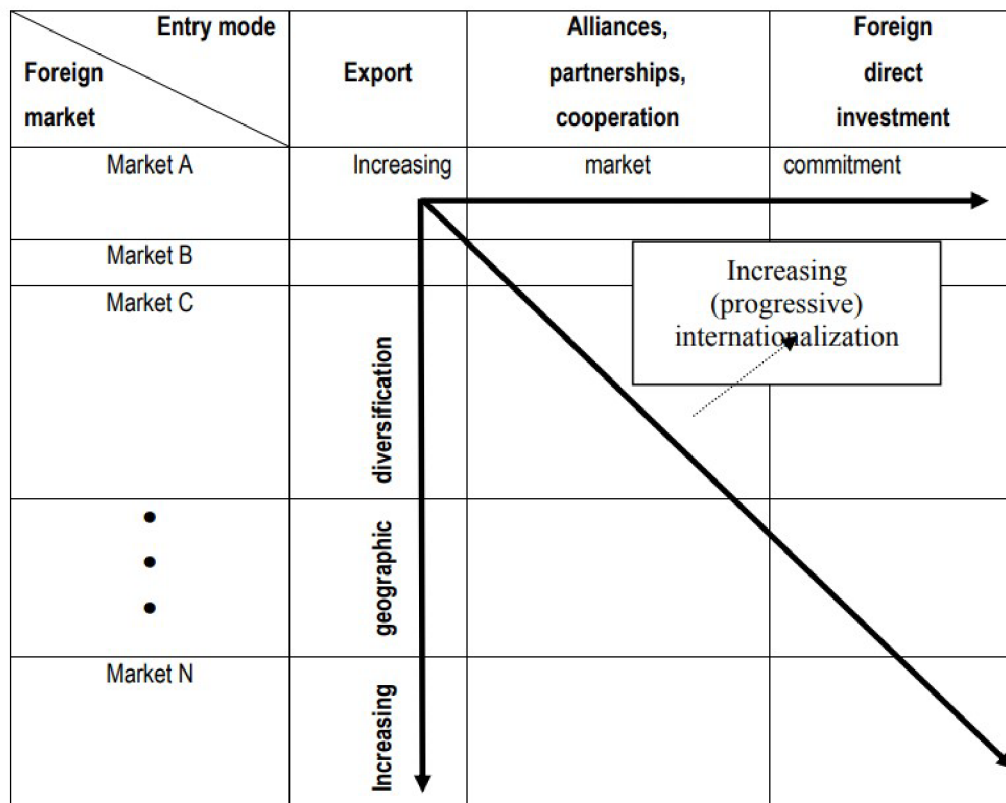 Entry mode
Foreign
market
Export
Alliances,
partnerships,
cooperation
Foreign
direct
investment
Market A
Increasing market commitment
Market B
Market C
Increasing
(progressive)
internationalization
Market N
Increasing geographic diversification